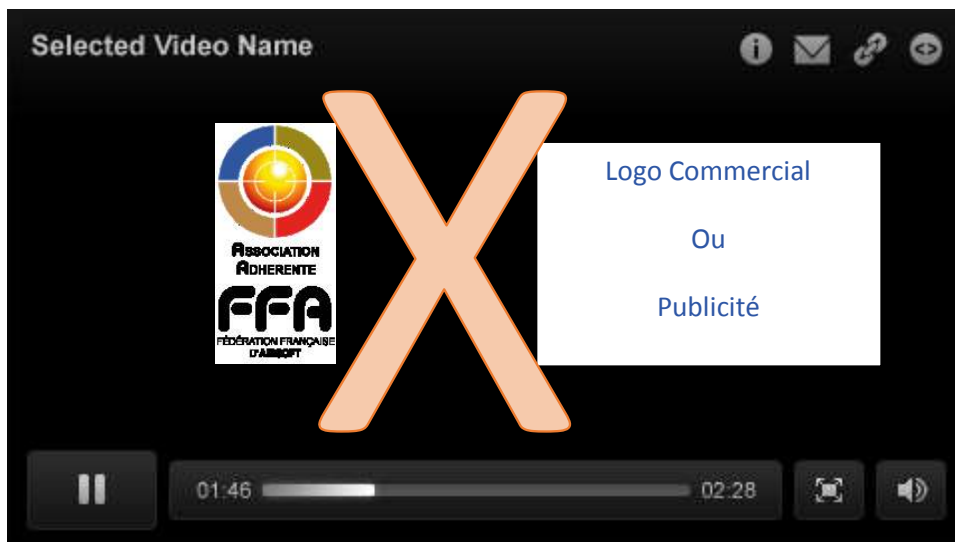 Selected Video Name
ASSOCIATION
ADHERENTE
FFA
FÉDÉRATION FRANÇAISE
D'AIRSOFT
X
Logo Commercial
Ou
Publicité
01:46
02:28